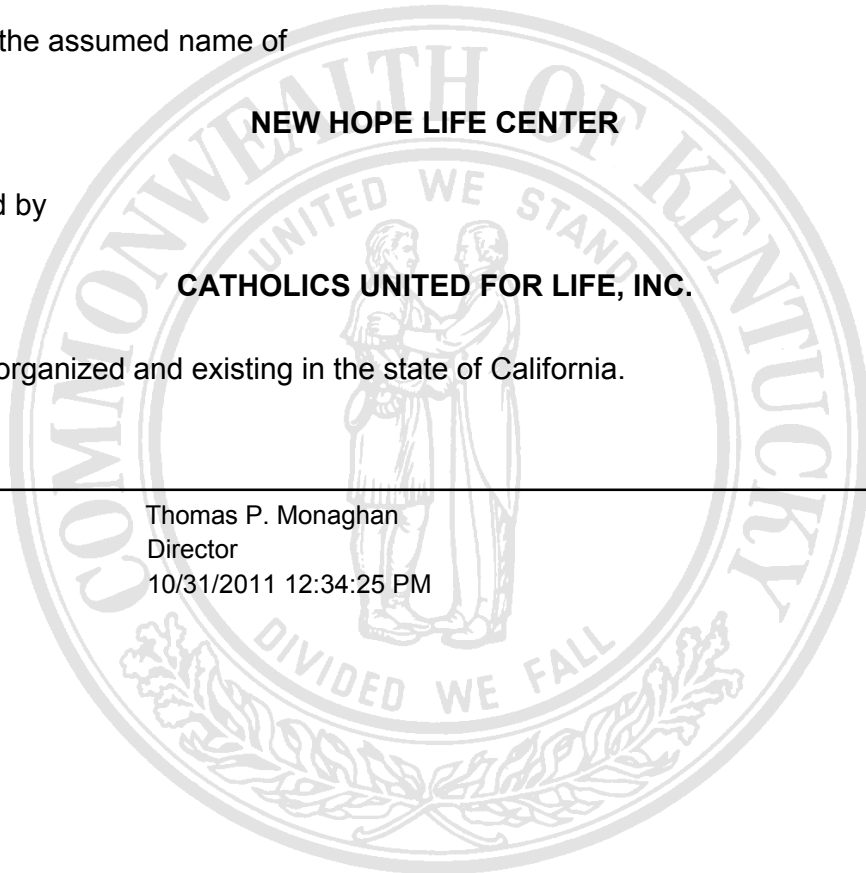 the assumed name of
NEW HOPE LIFE CENTER
d by
CATHOLICS UNITED FOR LIFE, INC.
organized and existing in the state of California.
Thomas P. Monaghan
Director
10/31/2011 12:34:25 PM
COMMONWEALTH OF KENTUCKY
UNITED WE STAND
DIVIDED WE FALL